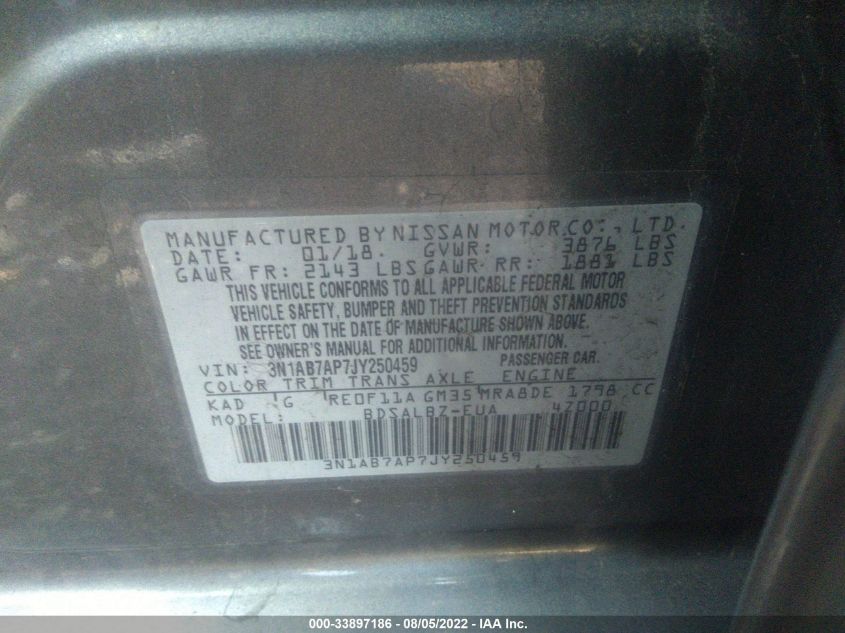 MANUFACTURED BY NISSAN MOTOR CO., LTD.
DATE: 01/18. GVWR: 3876 LBS
GAWR FR: 2143 LBS GAWR RR: 1881 LBS
THIS VEHICLE CONFORMS TO ALL APPLICABLE FEDERAL MOTOR
VEHICLE SAFETY, BUMPER AND THEFT PREVENTION STANDARDS
IN EFFECT ON THE DATE OF MANUFACTURE SHOWN ABOVE.
SEE OWNER'S MANUAL FOR ADDITIONAL INFORMATION.
VIN: 3N1AB7AP7JY250459 PASSENGER CAR.
COLOR TRIM TRANS AXLE ENGINE
KAD G RE0F11A GM35 MRA8DE 1798 CC
MODEL: BDSALBZ-EUA 4Z000
3N1AB7AP7JY250459
000-33897186 - 08/05/2022 - IAA Inc.